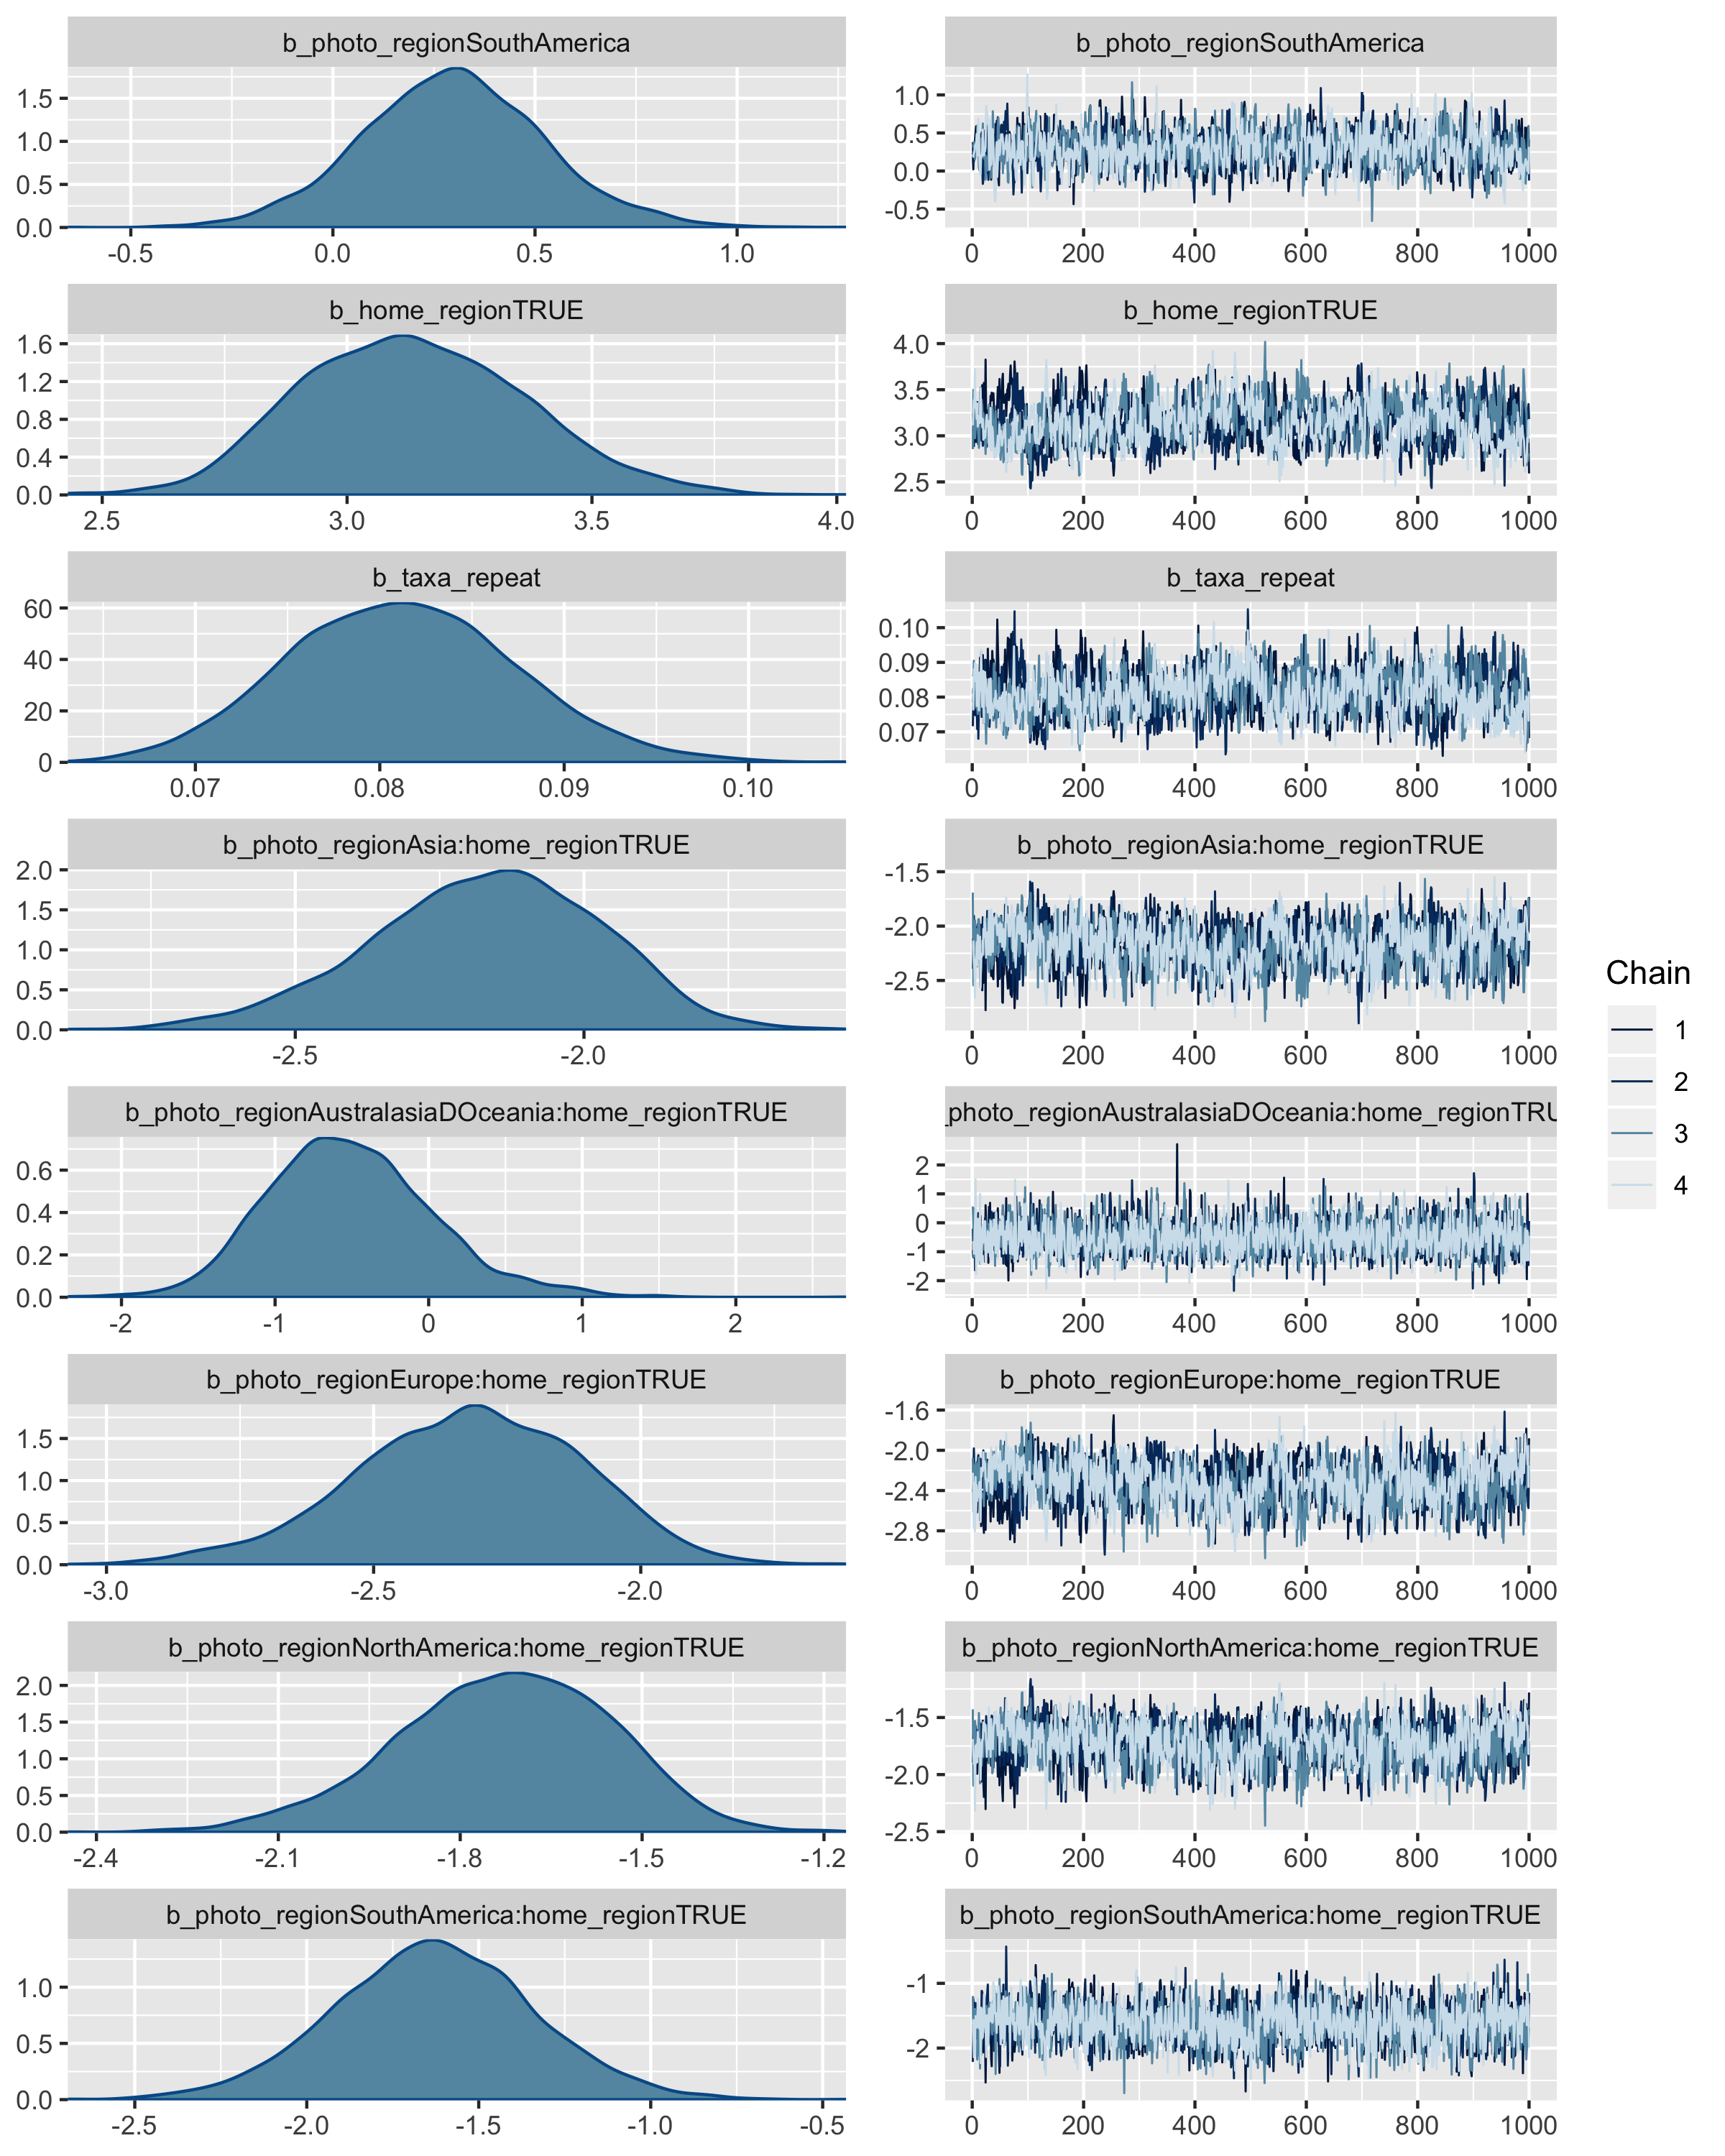 b_photo_regionSouthAmerica
1.5
1.0
0.5
0.0
-0.5 0.0 0.5 1.0
b_photo_regionSouthAmerica
1.0
0.5
0.0
-0.5
0 200 400 600 800 1000
b_home_regionTRUE
1.6
1.2
0.8
0.4
0.0
2.5 3.0 3.5 4.0
b_home_regionTRUE
4.0
3.5
3.0
2.5
0 200 400 600 800 1000
b_taxa_repeat
60
40
20
0
0.07 0.08 0.09 0.10
b_taxa_repeat
0.10
0.09
0.08
0.07
0 200 400 600 800 1000
b_photo_regionAsia:home_regionTRUE
2.0
1.5
1.0
0.5
0.0
-2.5 -2.0
b_photo_regionAsia:home_regionTRUE
-1.5
-2.0
-2.5
0 200 400 600 800 1000
b_photo_regionAustralasiaDOceania:home_regionTRUE
0.6
0.4
0.2
0.0
-2 -1 0 1 2
_photo_regionAustralasiaDOceania:home_regionTRU
2
1
0
-1
-2
0 200 400 600 800 1000
b_photo_regionEurope:home_regionTRUE
1.5
1.0
0.5
0.0
-3.0 -2.5 -2.0
b_photo_regionEurope:home_regionTRUE
-1.6
-2.0
-2.4
-2.8
0 200 400 600 800 1000
b_photo_regionNorthAmerica:home_regionTRUE
2.0
1.5
1.0
0.5
0.0
-2.4 -2.1 -1.8 -1.5 -1.2
b_photo_regionNorthAmerica:home_regionTRUE
-1.5
-2.0
-2.5
0 200 400 600 800 1000
b_photo_regionSouthAmerica:home_regionTRUE
1.0
0.5
0.0
-2.5 -2.0 -1.5 -1.0 -0.5
b_photo_regionSouthAmerica:home_regionTRUE
-1
-2
0 200 400 600 800 1000
Chain
1
2
3
4